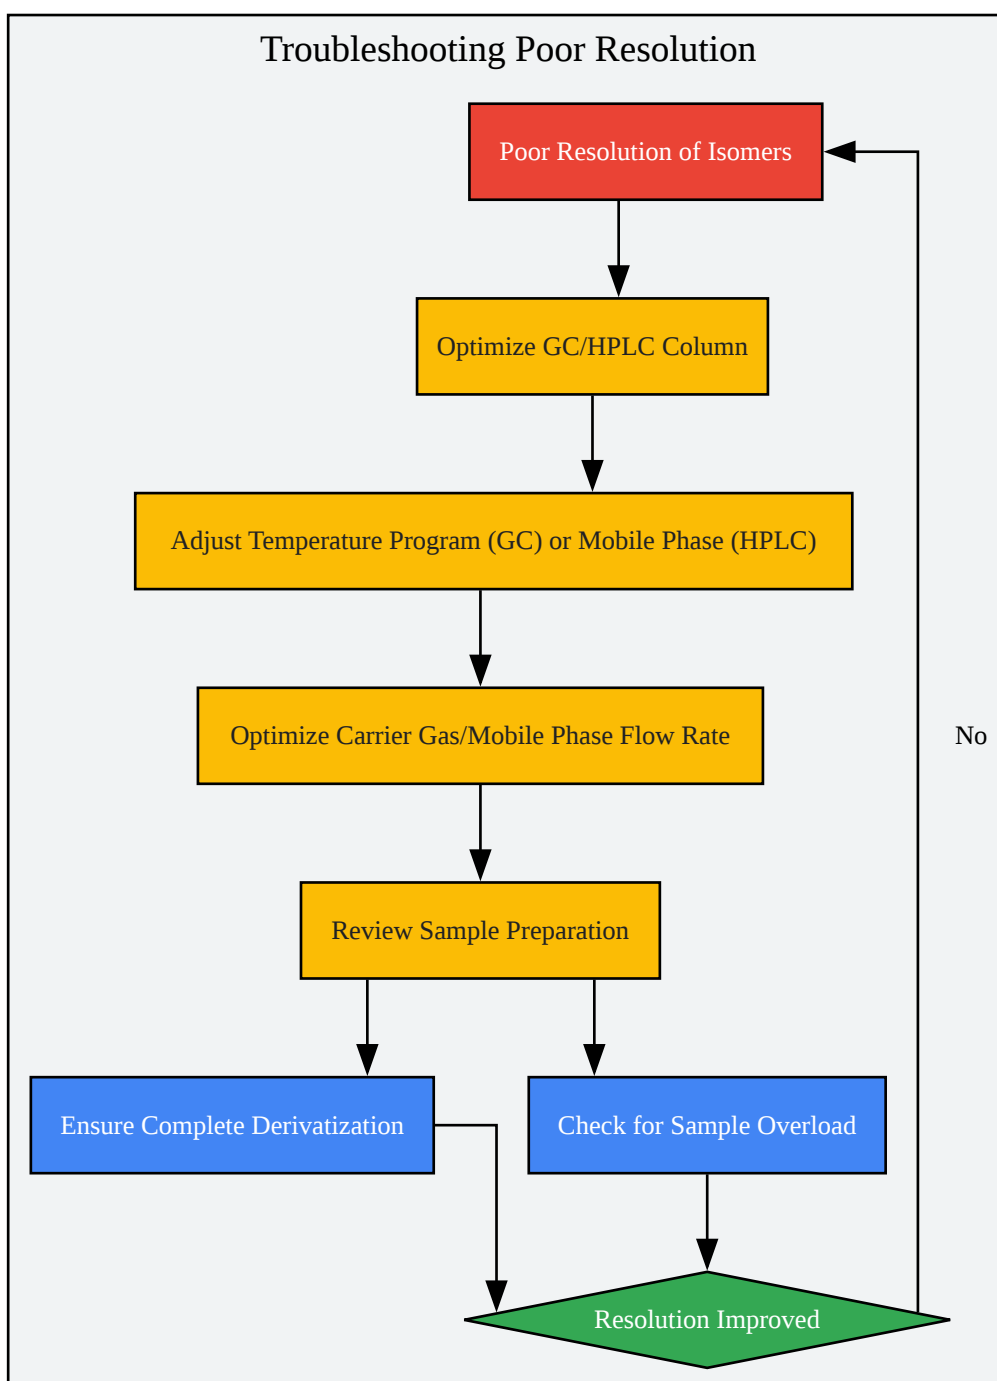 Troubleshooting Poor Resolution
Poor Resolution of Isomers
Optimize GC/HPLC Column
Adjust Temperature Program (GC) or Mobile Phase (HPLC)
Optimize Carrier Gas/Mobile Phase Flow Rate
No
Review Sample Preparation
Ensure Complete Derivatization
Check for Sample Overload
Resolution Improved